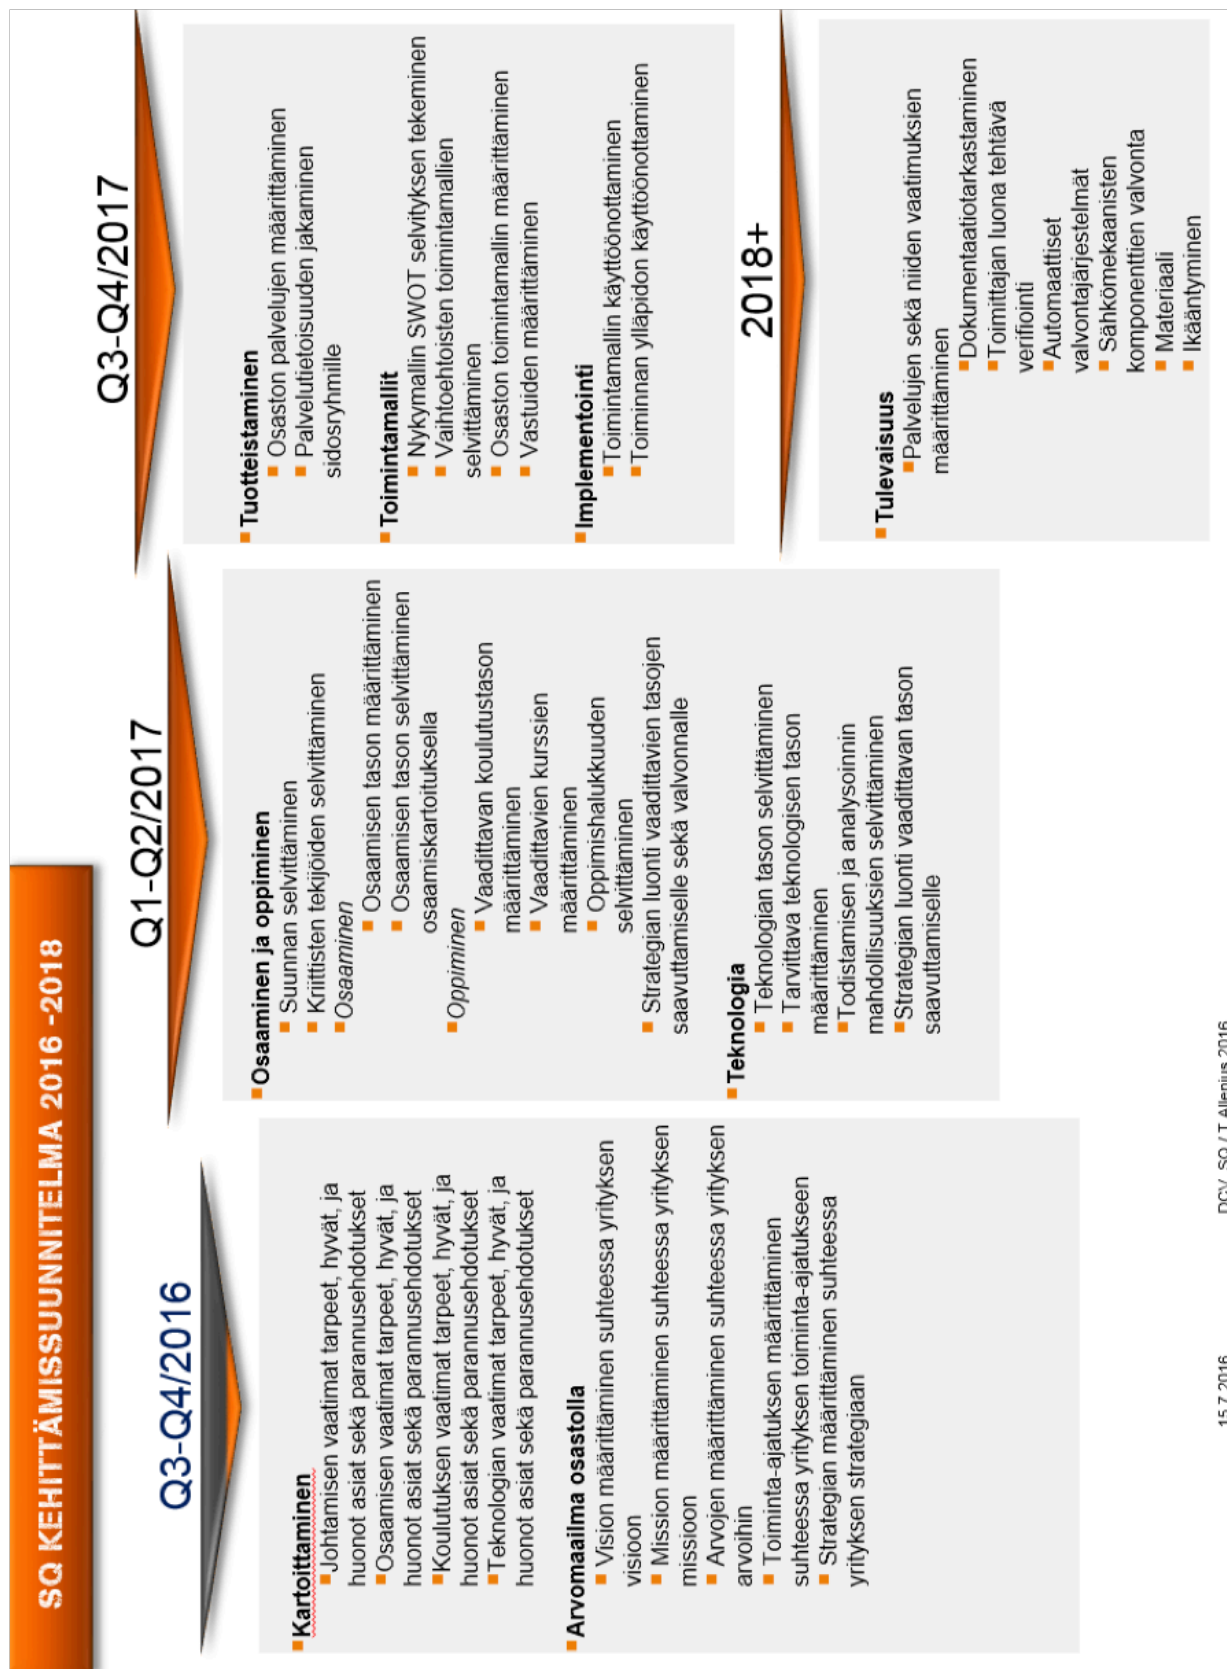 SQ KEHITTÄMISSUUNNITELMA 2016 -2018
Q3-Q4/2016
Kartoittaminen
Johtamisen vaatimat tarpeet, hyvät, ja
huonot asiat sekä parannusehdotukset
Osaamisen vaatimat tarpeet, hyvät, ja
huonot asiat sekä parannusehdotukset
Koulutuksen vaatimat tarpeet, hyvät, ja
huonot asiat sekä parannusehdotukset
Teknologian vaatimat tarpeet, hyvät, ja
huonot asiat sekä parannusehdotukset
Arvomaailma osastolla
Vision määrittäminen suhteessa yrityksen
visioon
Mission määrittäminen suhteessa yrityksen
missioon
Arvojen määrittäminen suhteessa yrityksen
arvoihin
Toiminta-ajatuksen määrittäminen
suhteessa yrityksen toiminta-ajatukseen
Strategian määrittäminen suhteessa
yrityksen strategiaan
Q1-Q2/2017
Osaaminen ja oppiminen
Suunnan selvittäminen
Kriittisten tekijöiden selvittäminen
Osaaminen
Osaamisen tason määrittäminen
Osaamisen tason selvittäminen
osaamiskartoituksella
Oppiminen
Vaadittavan koulutustason
määrittäminen
Vaadittavien kurssien
määrittäminen
Oppimishalukkuuden
selvittäminen
Strategian luonti vaadittavien tasojen
saavuttamiselle sekä valvonnalle
Teknologia
Teknologian tason selvittäminen
Tarvittava teknologisen tason
määrittäminen
Todistamisen ja analysoinnin
mahdollisuksien selvittäminen
Strategian luonti vaadittavan tason
saavuttamiselle
Q3-Q4/2017
Tuotteistaminen
Osaston palvelujen määrittäminen
Palvelutietoisuuden jakaminen
sidosryhmille
Toimintamallit
Nykymallin SWOT selvityksen tekeminen
Vaihtoehtoisten toimintamallien
selvittäminen
Osaston toimintamallin määrittäminen
Vastuiden määrittäminen
Implementointi
Toimintamallin käyttöönottaminen
Toiminnan ylläpidon käyttöönottaminen
2018+
Tulevaisuus
Palvelujen sekä niiden vaatimuksien
määrittäminen
Dokumentaatiotarkastaminen
Toimittajan luona tehtävä
verifiointi
Automaattiset
valvontajärjestelmät
Sähkömekaanisten
komponenttien valvonta
Materiaali
Ikääntyminen
15.7.2016
DCV, SQ / T Allenius 2016